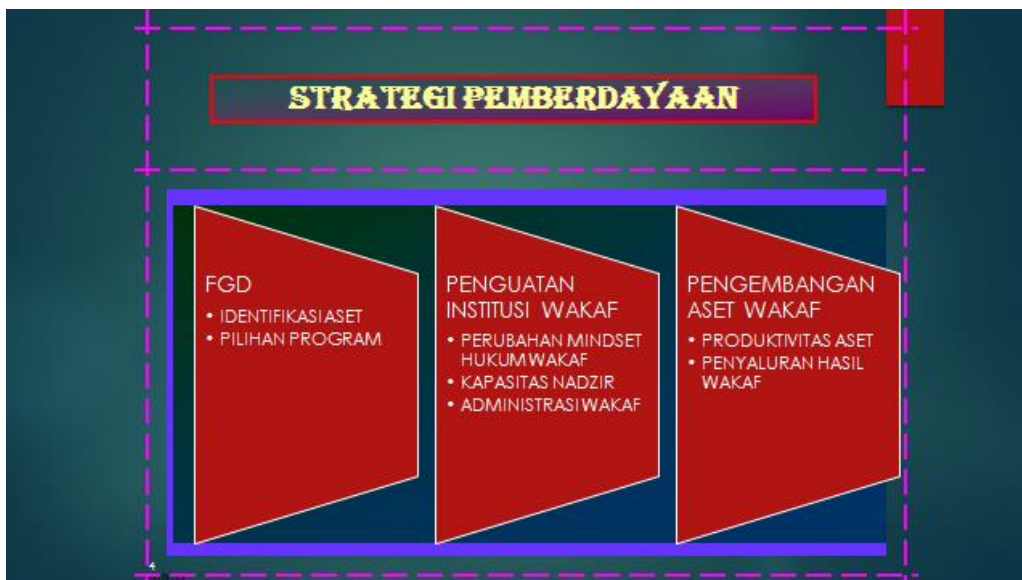 STRATEGI PEMBERDAYAAN
FGD
• IDENTIFIKASI ASET
• PILIHAN PROGRAM
PENGUATAN
INSTITUSI WAKAF
• PERUBAHAN MINDSET
HUKUM WAKAF
• KAPASITAS NADZIR
• ADMINISTRASI WAKAF
PENGEMBANGAN
ASET WAKAF
• PRODUKTIVITAS ASET
• PENYALURAN HASIL
WAKAF
4